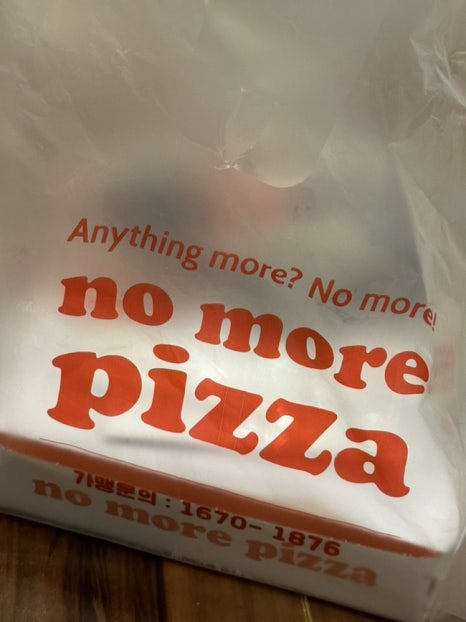 Anything more? No more!
no more
pizza
가맹문의 : 1670- 1876
no more pizza